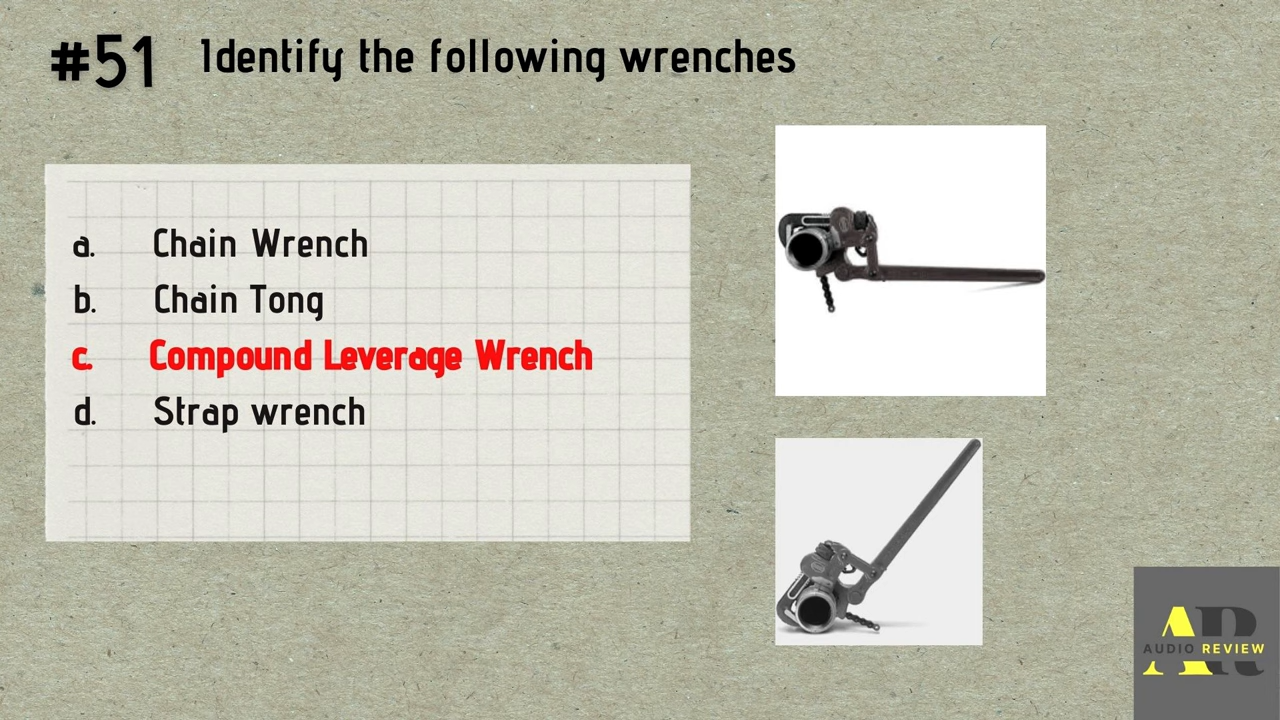 #51 Identify the following wrenches
a. Chain Wrench
b. Chain Tong
c. Compound Leverage Wrench
d. Strap wrench
AR
AUDIO REVIEW